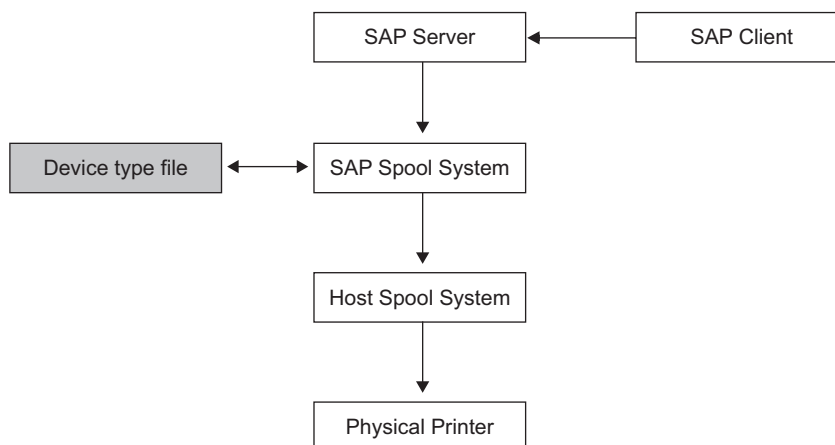 SAP Server
SAP Client
Device type file
SAP Spool System
Host Spool System
Physical Printer